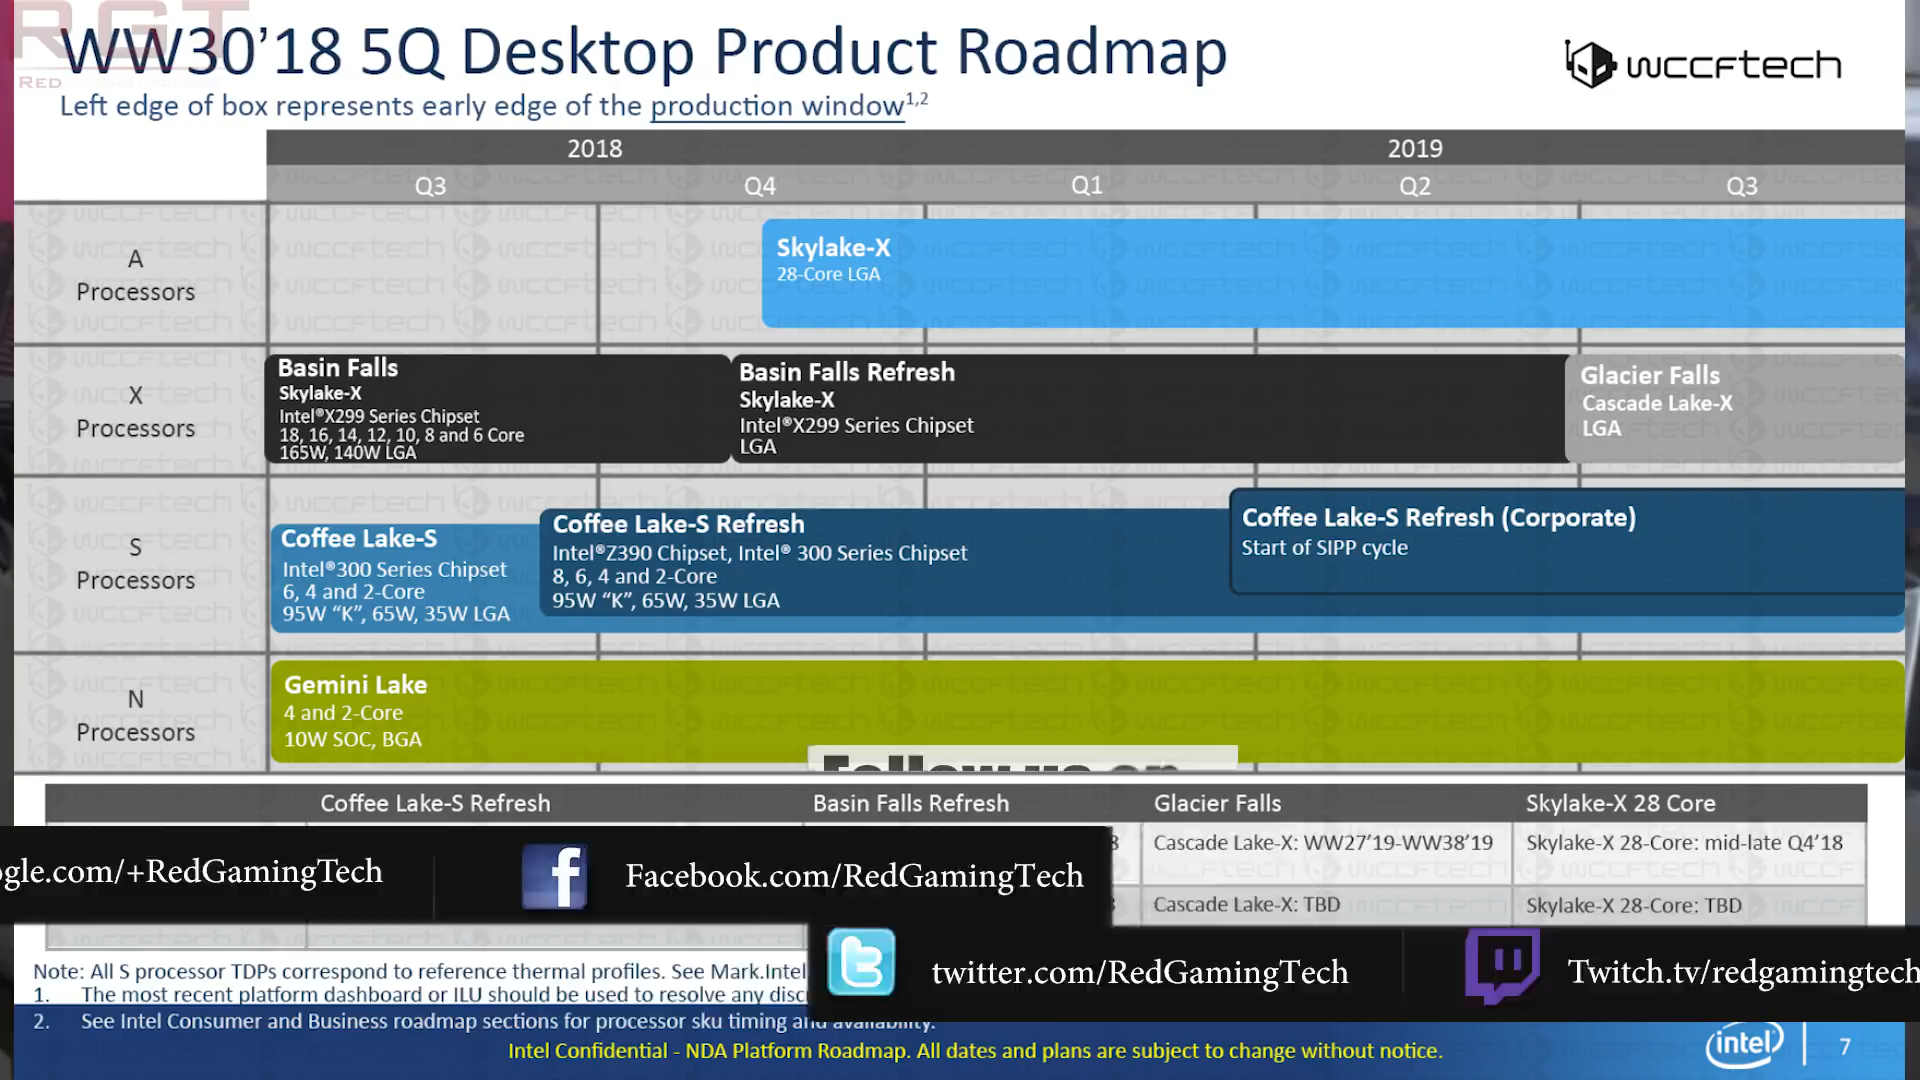 RGT
RED
WW30’18 5Q Desktop Product Roadmap
wccftech
Left edge of box represents early edge of the production window1,2
2018
2019
Q3
Q4
Q1
Q2
Q3
A
Processors
Skylake-X
28-Core LGA
X
Processors
Basin Falls
Skylake-X
Intel®X299 Series Chipset
18, 16, 14, 12, 10, 8 and 6 Core
165W, 140W LGA
Basin Falls Refresh
Skylake-X
Intel®X299 Series Chipset
LGA
Glacier Falls
Cascade Lake-X
LGA
S
Processors
Coffee Lake-S
Intel®300 Series Chipset
6, 4 and 2-Core
95W “K”, 65W, 35W LGA
Coffee Lake-S Refresh
Intel®Z390 Chipset, Intel® 300 Series Chipset
8, 6, 4 and 2-Core
95W “K”, 65W, 35W LGA
Coffee Lake-S Refresh (Corporate)
Start of SIPP cycle
N
Processors
Gemini Lake
4 and 2-Core
10W SOC, BGA
Follow us on
Coffee Lake-S Refresh
Basin Falls Refresh
Glacier Falls
Skylake-X 28 Core
Cascade Lake-X: WW27’19-WW38’19
Skylake-X 28-Core: mid-late Q4’18
Cascade Lake-X: TBD
Skylake-X 28-Core: TBD
ogle.com/+RedGamingTech
Facebook.com/RedGamingTech
twitter.com/RedGamingTech
Twitch.tv/redgamingtech
Note: All S processor TDPs correspond to reference thermal profiles. See Mark.Intel
1. The most recent platform dashboard or ILU should be used to resolve any disc
2. See Intel Consumer and Business roadmap sections for processor sku timing and availability.
Intel Confidential - NDA Platform Roadmap. All dates and plans are subject to change without notice.
intel
7